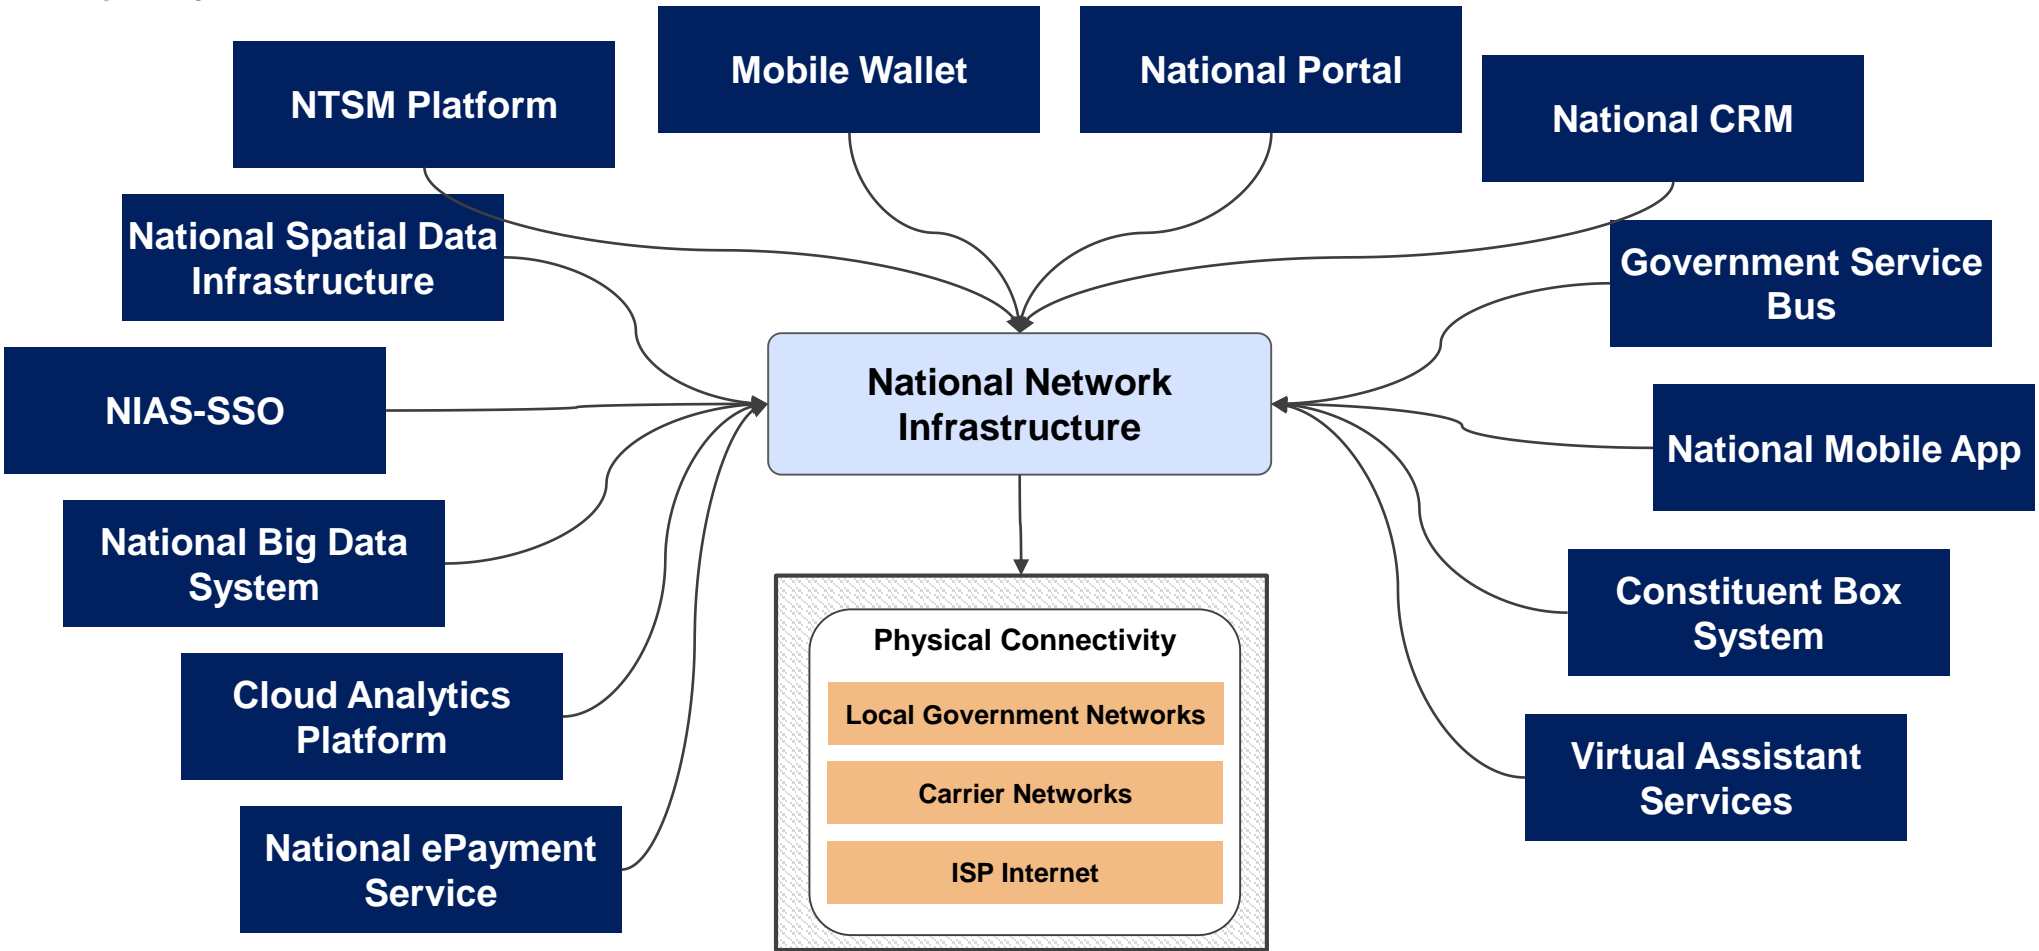 Mobile Wallet
National Portal
NTSM Platform
National CRM
National Spatial Data
Infrastructure
Government Service
Bus
NIAS-SSO
National Network
Infrastructure
National Mobile App
National Big Data
System
Constituent Box
System
Physical Connectivity
Local Government Networks
Carrier Networks
ISP Internet
Cloud Analytics
Platform
Virtual Assistant
Services
National ePayment
Service